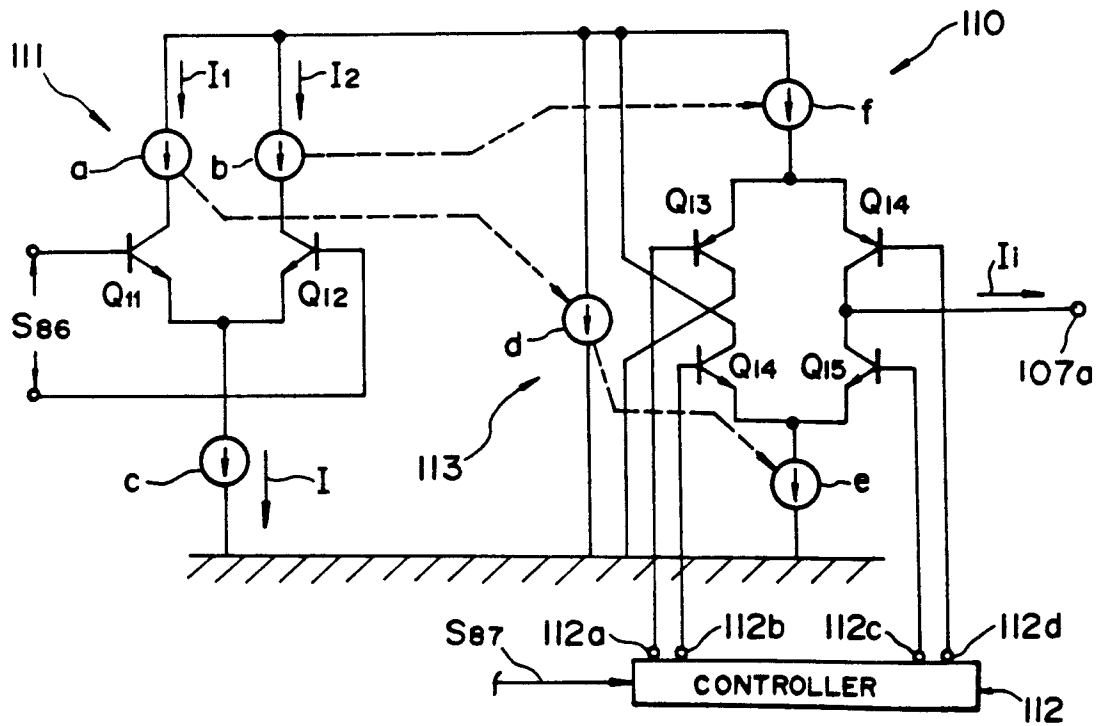 110
111
I1
I2
f
a
b
Q13
Q14
Ii
Q11
Q12
S86
d
Q14
Q15
107a
113
c
I
e
S87
112a
112b
112c
112d
CONTROLLER
112